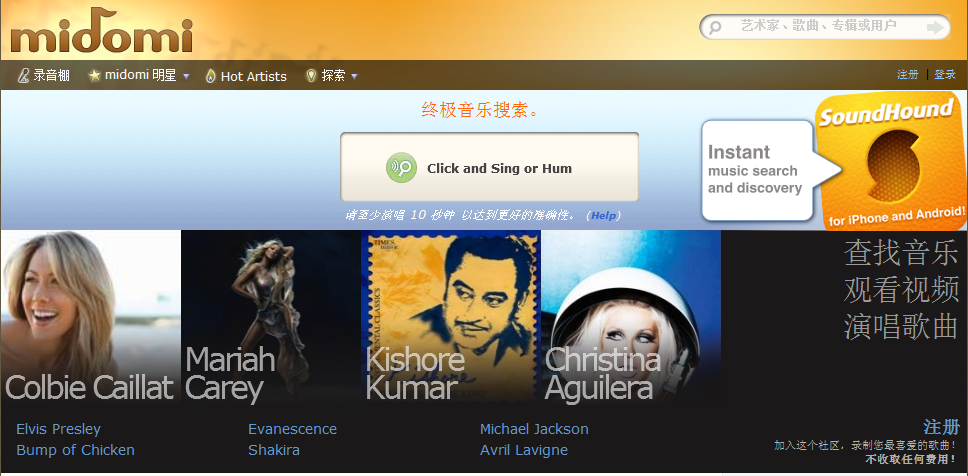 midomi
艺术家、歌曲、专辑或用户
录音棚
midomi 明星
Hot Artists
探索
注册 | 登录
终极音乐搜索。
Click and Sing or Hum
请至少演唱 10 秒钟 以达到更好的准确性。 (Help)
Instant
music search
and discovery
SoundHound
for iPhone and Android!
Colbie Caillat
Mariah
Carey
Kishore
Kumar
Christina
Aguilera
查找音乐
观看视频
演唱歌曲
Elvis Presley
Evanescence
Michael Jackson
Bump of Chicken
Shakira
Avril Lavigne
注册
加入这个社区，录制您最喜爱的歌曲!
不收取任何费用!